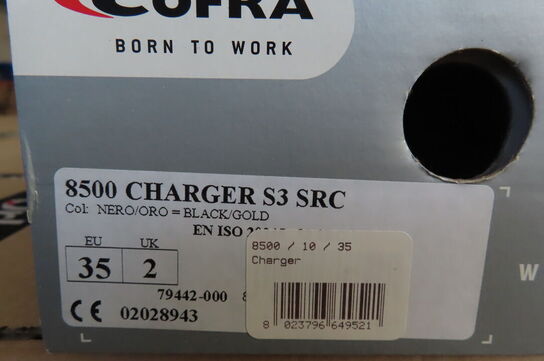 COFRA
BORN TO WORK
8500 CHARGER S3 SRC
Col: NERO/ORO = BLACK/GOLD
EN ISO
EU UK
35 2
79442-000
CE 02028943
8500 / 10 / 35
Charger
8 023796 649521
W